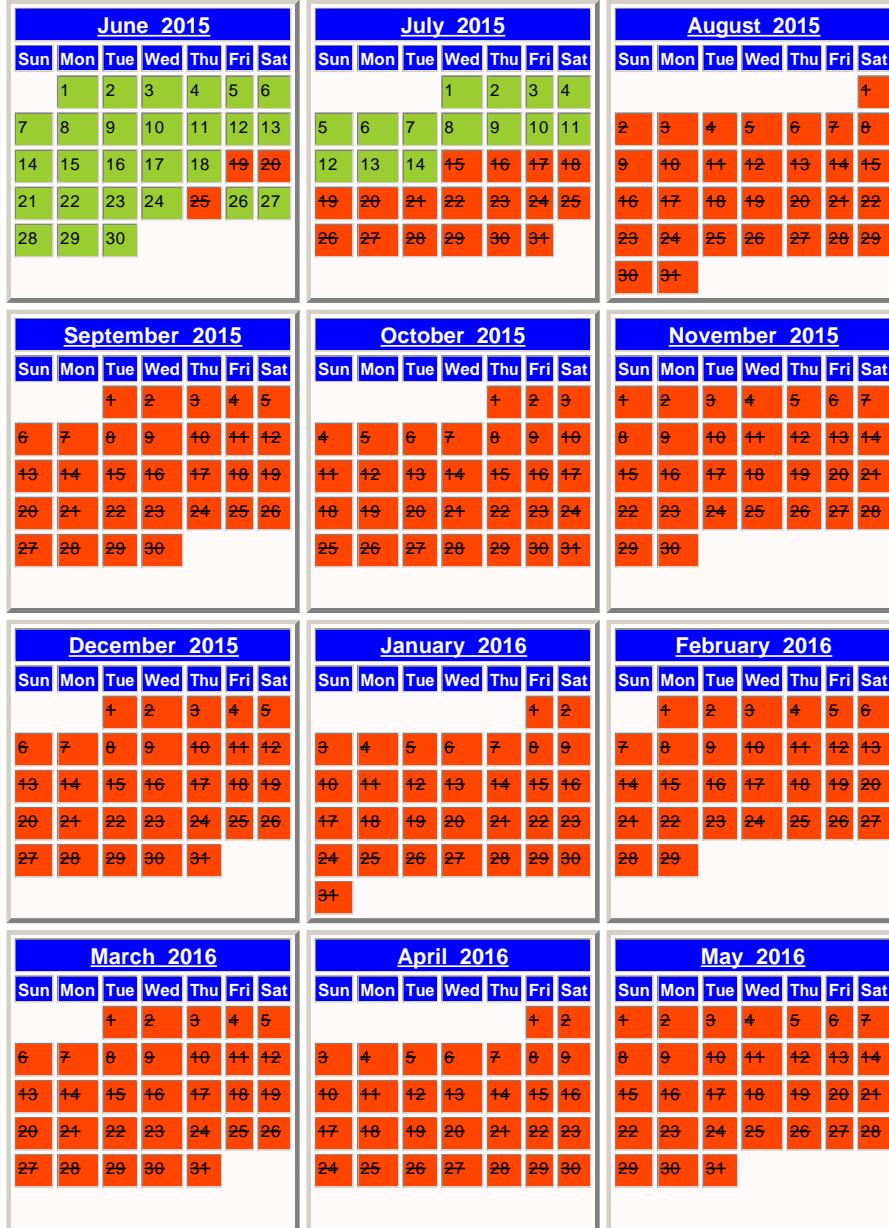 June 2015
Sun Mon Tue Wed Thu Fri Sat
1 2 3 4 5 6
7 8 9 10 11 12 13
14 15 16 17 18 19 20
21 22 23 24 25 26 27
28 29 30
July 2015
Sun Mon Tue Wed Thu Fri Sat
1 2 3 4
5 6 7 8 9 10 11
12 13 14 15 16 17 18
19 20 21 22 23 24 25
26 27 28 29 30 31
August 2015
Sun Mon Tue Wed Thu Fri Sat
1
2 3 4 5 6 7 8
9 10 11 12 13 14 15
16 17 18 19 20 21 22
23 24 25 26 27 28 29
30 31
September 2015
Sun Mon Tue Wed Thu Fri Sat
1 2 3 4 5
6 7 8 9 10 11 12
13 14 15 16 17 18 19
20 21 22 23 24 25 26
27 28 29 30
October 2015
Sun Mon Tue Wed Thu Fri Sat
1 2 3
4 5 6 7 8 9 10
11 12 13 14 15 16 17
18 19 20 21 22 23 24
25 26 27 28 29 30 31
November 2015
Sun Mon Tue Wed Thu Fri Sat
1 2 3 4 5 6 7
8 9 10 11 12 13 14
15 16 17 18 19 20 21
22 23 24 25 26 27 28
29 30
December 2015
Sun Mon Tue Wed Thu Fri Sat
1 2 3 4 5
6 7 8 9 10 11 12
13 14 15 16 17 18 19
20 21 22 23 24 25 26
27 28 29 30 31
January 2016
Sun Mon Tue Wed Thu Fri Sat
1 2
3 4 5 6 7 8 9
10 11 12 13 14 15 16
17 18 19 20 21 22 23
24 25 26 27 28 29 30
31
February 2016
Sun Mon Tue Wed Thu Fri Sat
1 2 3 4 5 6
7 8 9 10 11 12 13
14 15 16 17 18 19 20
21 22 23 24 25 26 27
28 29
March 2016
Sun Mon Tue Wed Thu Fri Sat
1 2 3 4 5
6 7 8 9 10 11 12
13 14 15 16 17 18 19
20 21 22 23 24 25 26
27 28 29 30 31
April 2016
Sun Mon Tue Wed Thu Fri Sat
1 2
3 4 5 6 7 8 9
10 11 12 13 14 15 16
17 18 19 20 21 22 23
24 25 26 27 28 29 30
May 2016
Sun Mon Tue Wed Thu Fri Sat
1 2 3 4 5 6 7
8 9 10 11 12 13 14
15 16 17 18 19 20 21
22 23 24 25 26 27 28
29 30 31